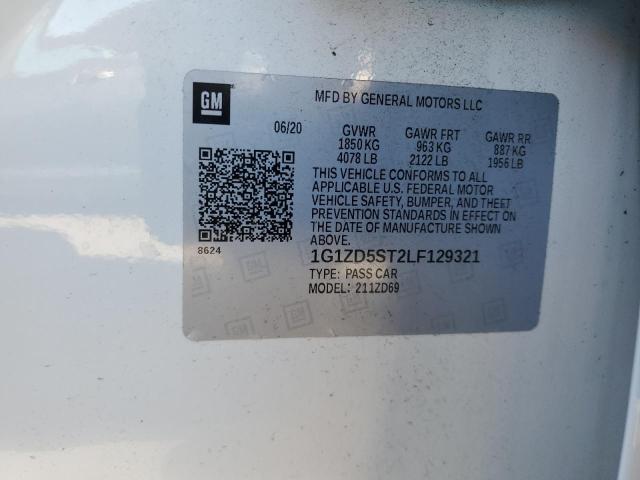 GM
MFD BY GENERAL MOTORS LLC
06/20 GVWR GAWR FRT GAWR RR
1850 KG 963 KG 887 KG
4078 LB 2122 LB 1956 LB
THIS VEHICLE CONFORMS TO ALL
APPLICABLE U.S. FEDERAL MOTOR
VEHICLE SAFETY, BUMPER, AND THEFT
PREVENTION STANDARDS IN EFFECT ON
THE DATE OF MANUFACTURE SHOWN
ABOVE.
8624
1G1ZD5ST2LF129321
TYPE: PASS CAR
MODEL: 211ZD69